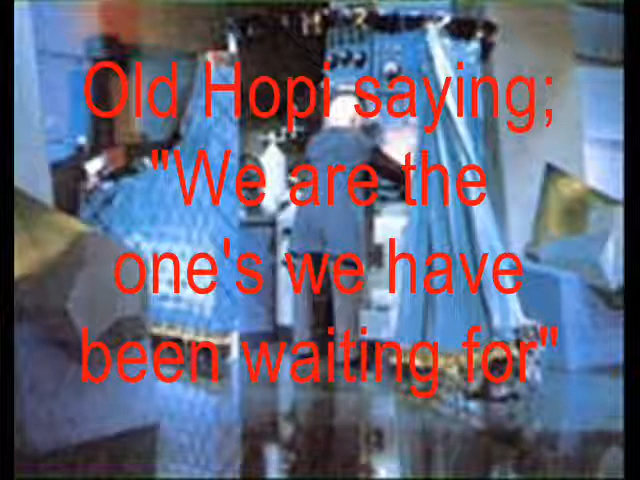 Old Hopi saying;
"We are the
one's we have
been waiting for"